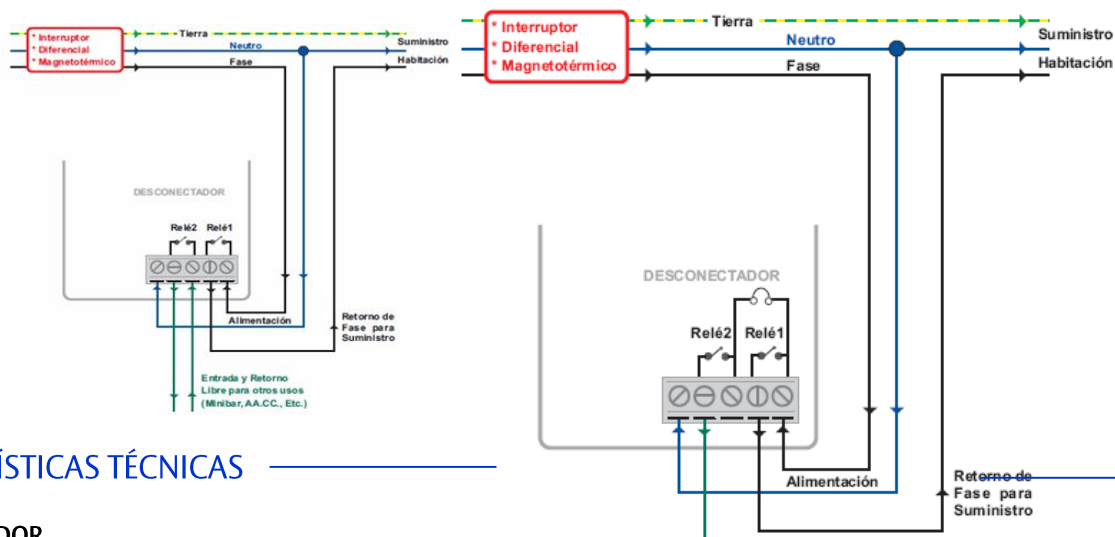 * Interruptor
* Diferencial
* Magnetotérmico
Tierra
Neutro
Fase
Suministro
Habitación
DESCONECTADOR
Relé2 Relé1
Alimentación
Retorno de
Fase para
Suministro
Entrada y Retorno
Libre para otros usos
(Minibar, AA.CC., Etc.)
* Interruptor
* Diferencial
* Magnetotérmico
Tierra
Neutro
Fase
Suministro
Habitación
DESCONECTADOR
Relé2 Relé1
Alimentación
Retorno de
Fase para
Suministro
ÍSTICAS TÉCNICAS
DOR